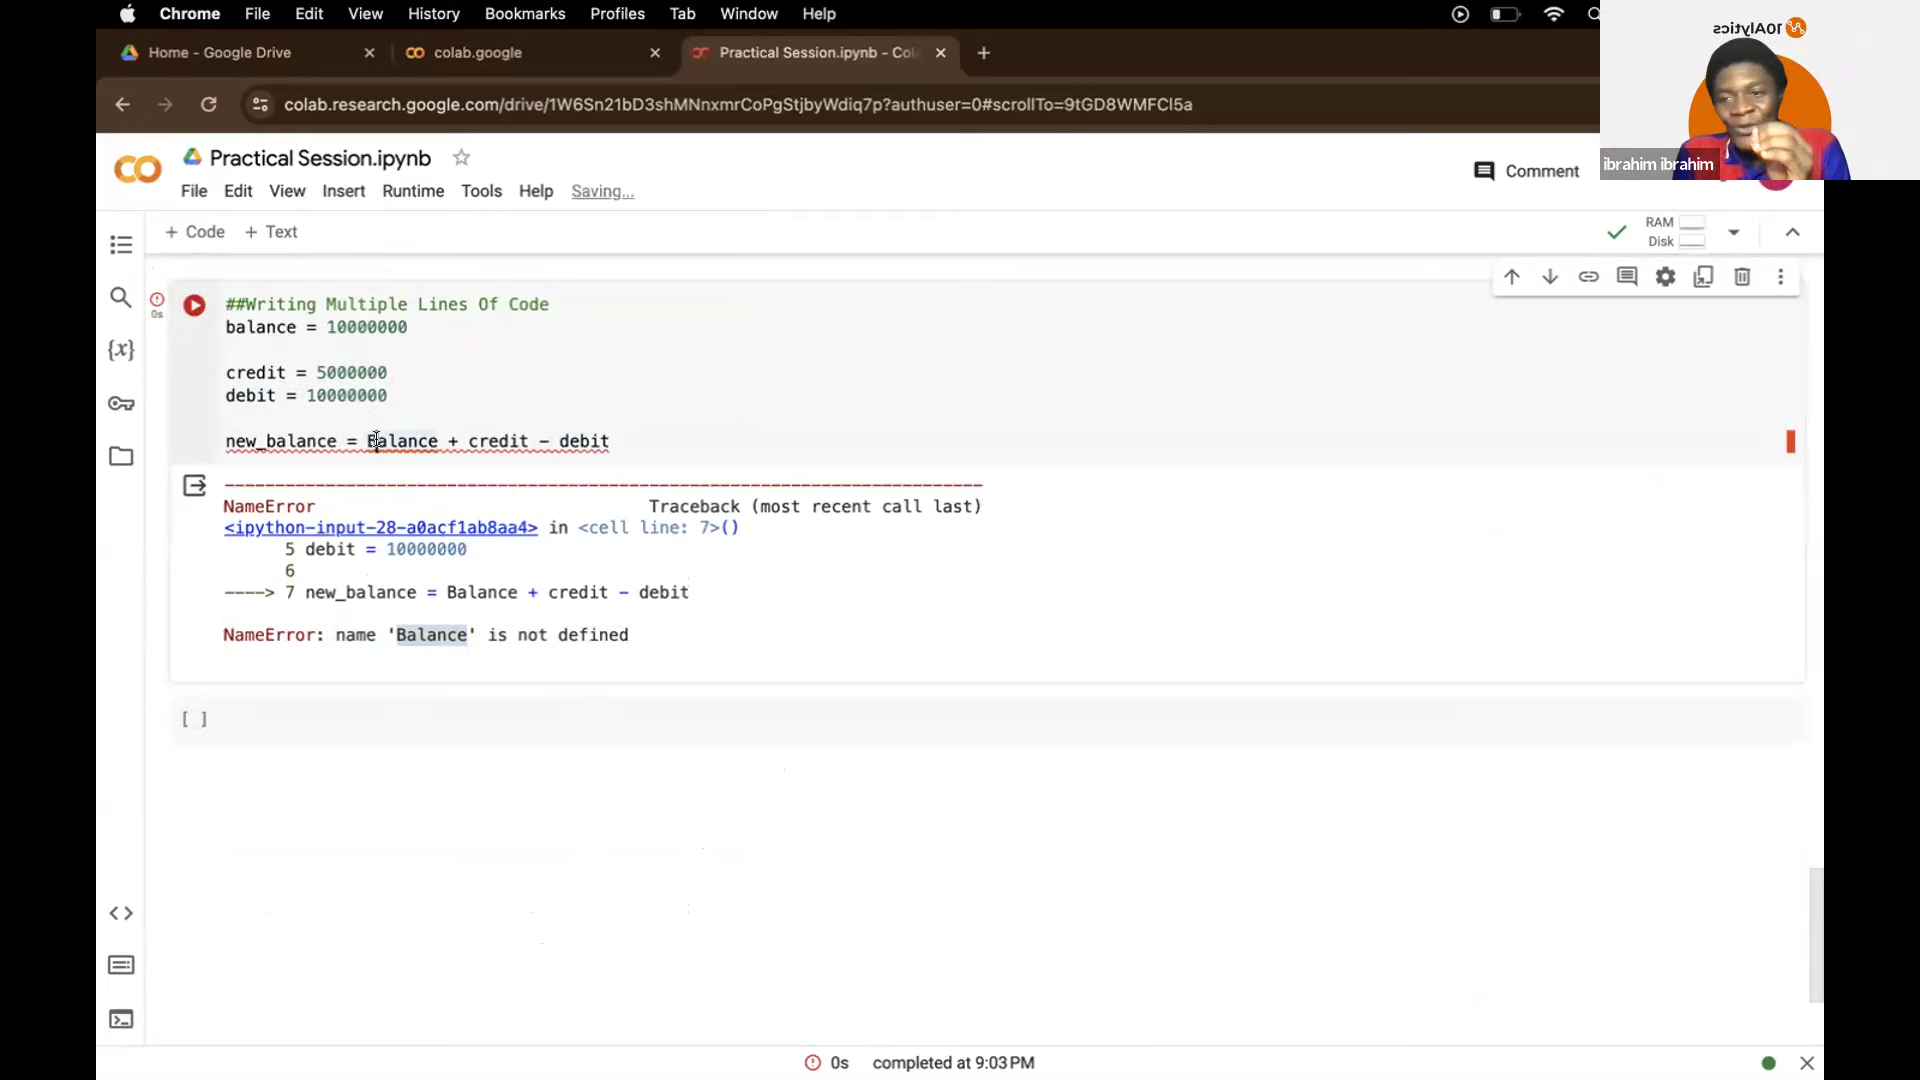 Chrome File Edit View History Bookmarks Profiles Tab Window Help
Home - Google Drive
colab.google
Practical Session.ipynb - Col
colab.research.google.com/drive/1W6Sn21bD3shMNnxmrCoPgStjbyWdiq7p?authuser=0#scrollTo=9tGD8WMFCl5a
10Alytics
ibrahim ibrahim
Practical Session.ipynb
File Edit View Insert Runtime Tools Help Saving...
Comment
+ Code + Text
RAM
Disk
0s
##Writing Multiple Lines Of Code
balance = 10000000
credit = 5000000
debit = 10000000
new_balance = Balance + credit - debit
--------------------------------------------------------------------------- 
NameError Traceback (most recent call last)
<ipython-input-28-a0acf1ab8aa4> in <cell line: 7>()
5 debit = 10000000
6
----> 7 new_balance = Balance + credit - debit
NameError: name 'Balance' is not defined
[ ]
0s completed at 9:03 PM